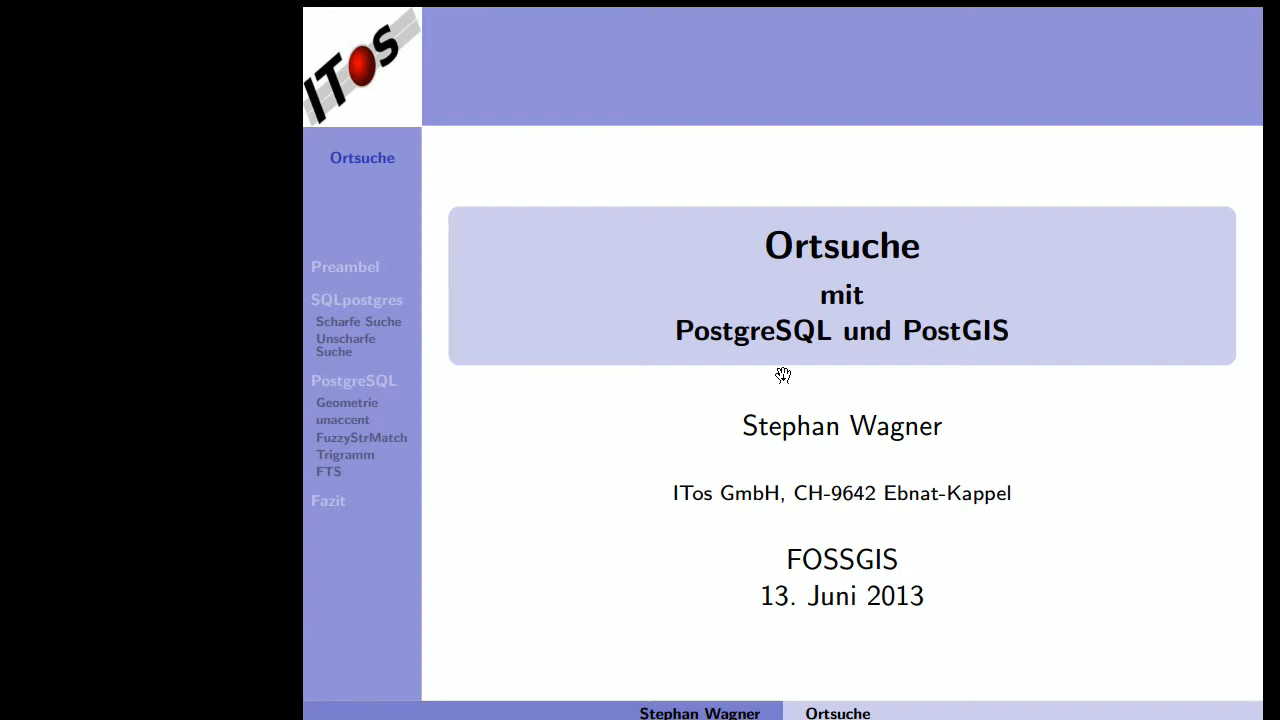 ITos
Ortsuche
Preambel
SQLpostgres
Scharfe Suche
Unscharfe
Suche
PostgreSQL
Geometrie
unaccent
FuzzyStrMatch
Trigramm
FTS
Fazit
Ortsuche
mit
PostgreSQL und PostGIS
Stephan Wagner
ITos GmbH, CH-9642 Ebnat-Kappel
FOSSGIS
13. Juni 2013
Stephan Wagner
Ortsuche